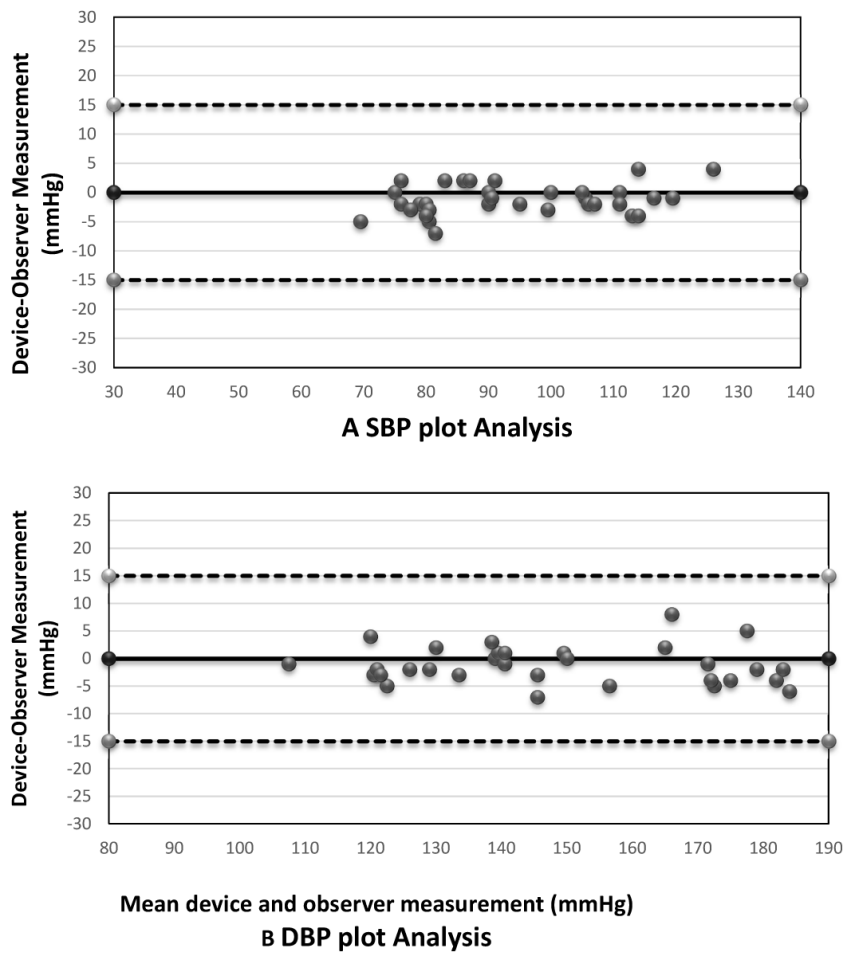 Device-Observer Measurement
(mmHg)
30
25
20
15
10
5
0
-5
-10
-15
-20
-25
-30
30 40 50 60 70 80 90 100 110 120 130 140
A SBP plot Analysis
Device-Observer Measurement
(mmHg)
30
25
20
15
10
5
0
-5
-10
-15
-20
-25
-30
80 90 100 110 120 130 140 150 160 170 180 190
Mean device and observer measurement (mmHg)
B DBP plot Analysis